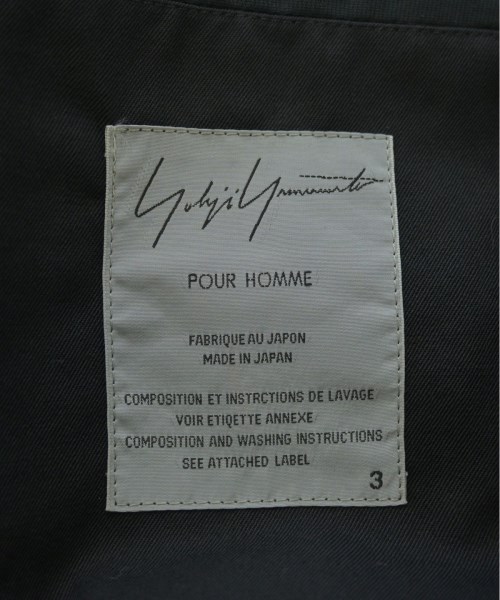 Yohji Yamamoto
POUR HOMME
FABRIQUE AU JAPON
MADE IN JAPAN
COMPOSITION ET INSTRCTIONS DE LAVAGE
VOIR ETIQETTE ANNEXE
COMPOSITION AND WASHING INSTRUCTIONS
SEE ATTACHED LABEL
3